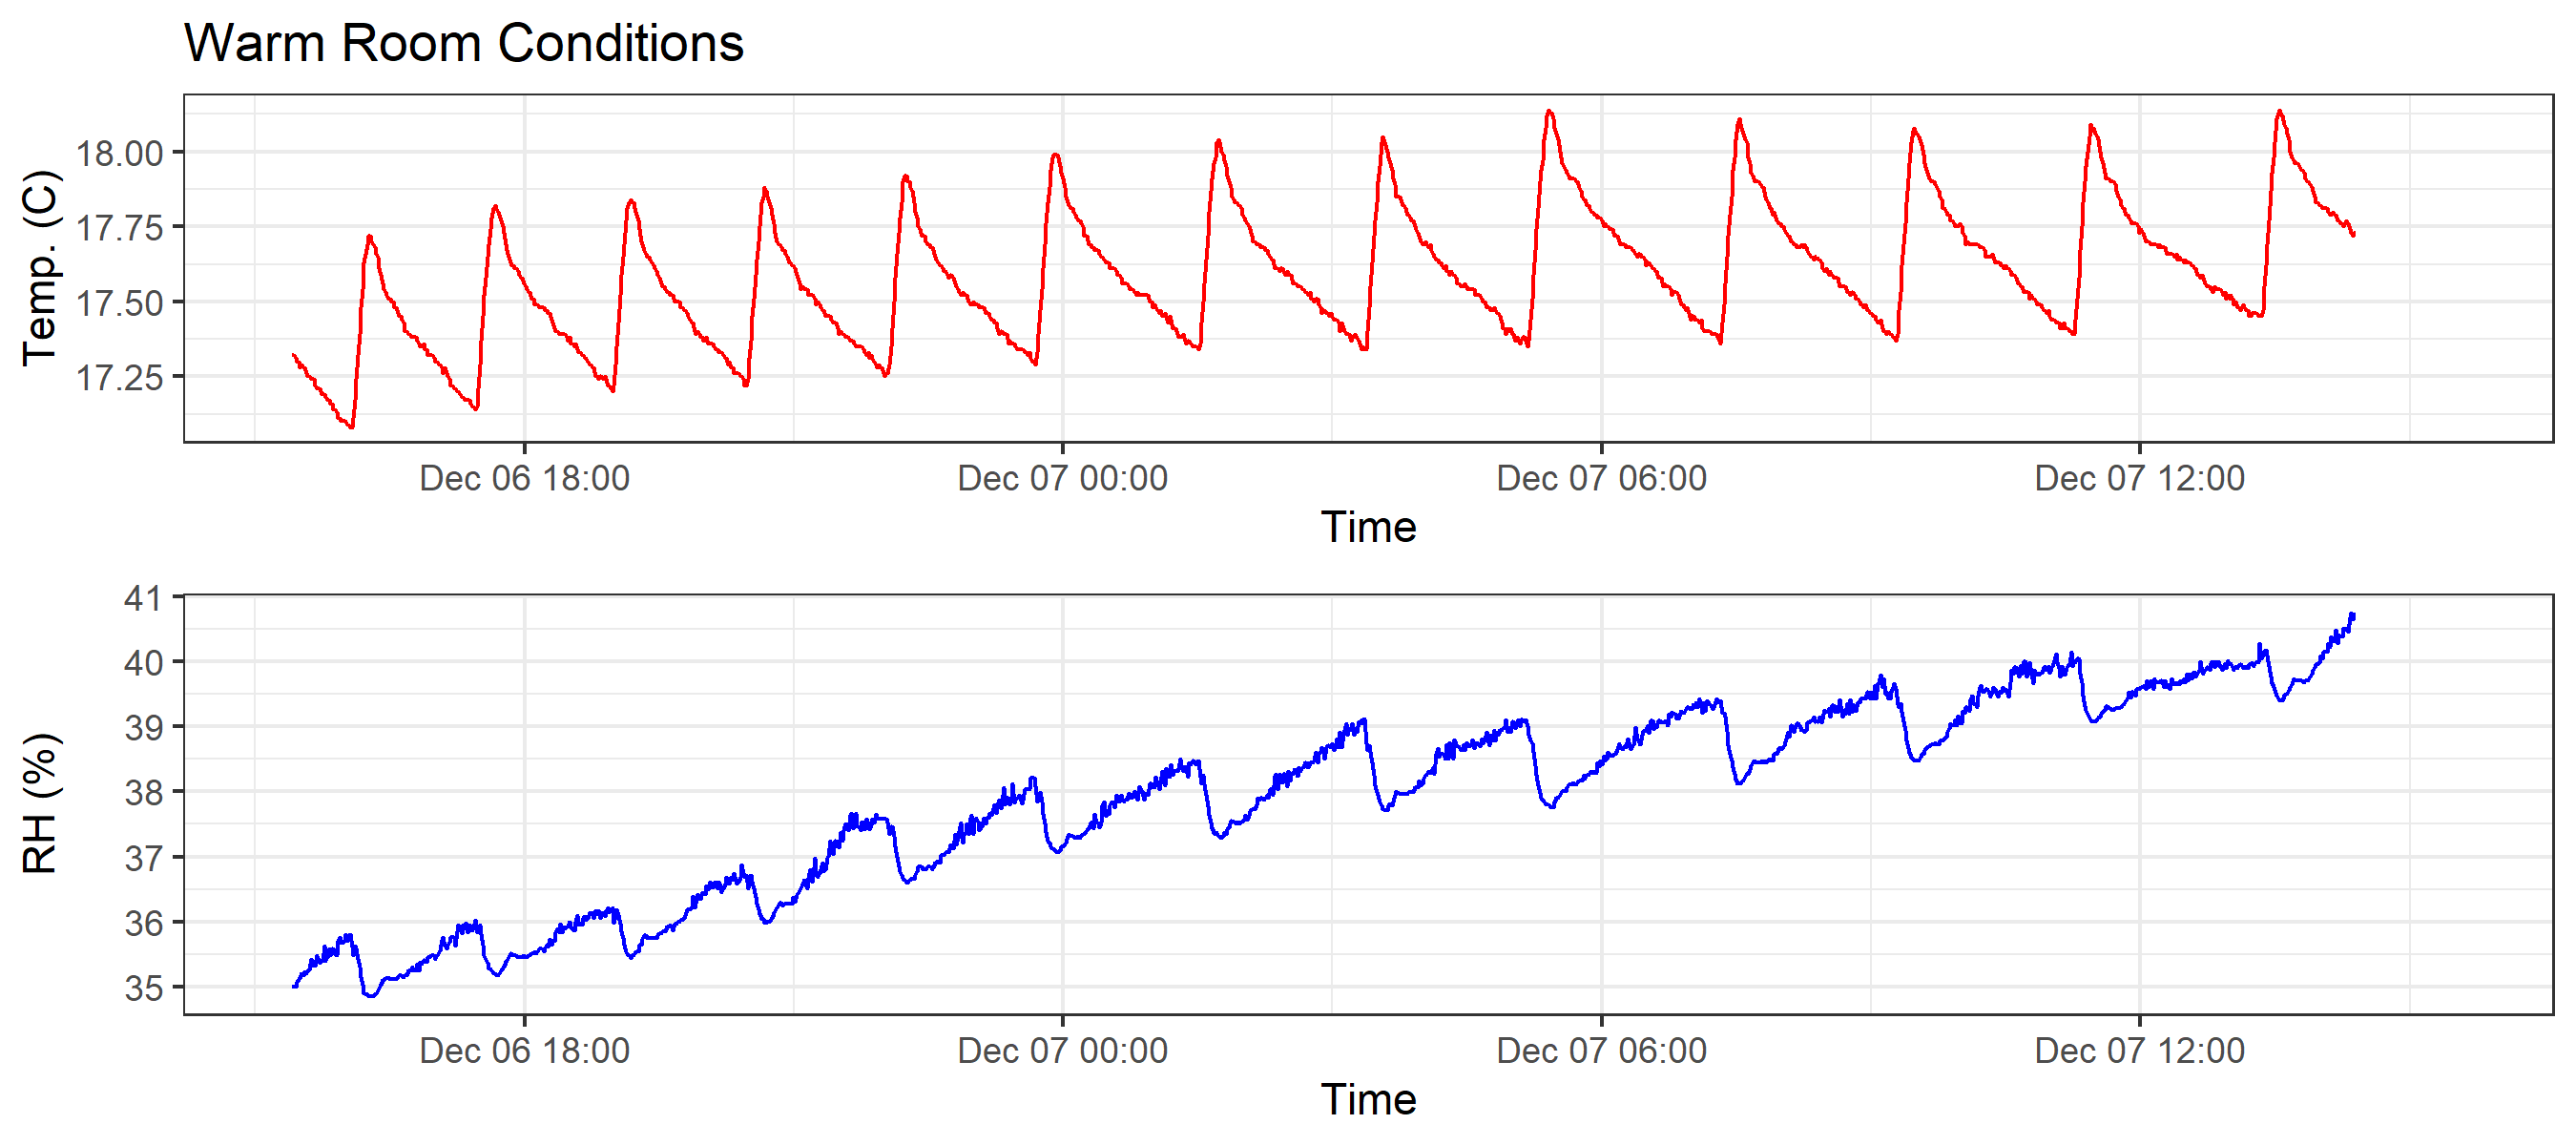 Warm Room Conditions
Temp. (C)
18.00
17.75
17.50
17.25
Dec 06 18:00 Dec 07 00:00 Dec 07 06:00 Dec 07 12:00
Time
RH (%)
41
40
39
38
37
36
35
Dec 06 18:00 Dec 07 00:00 Dec 07 06:00 Dec 07 12:00
Time